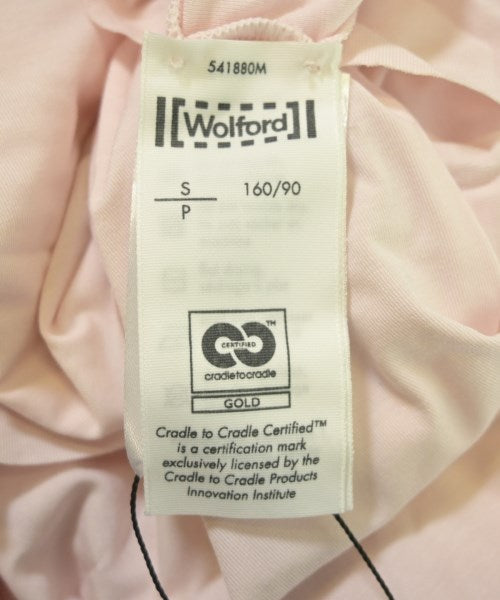 541880M
Wolford
S 160/90
P
CERTIFIED
TM
cradletocradle
GOLD
Cradle to Cradle Certified™
is a certification mark
exclusively licensed by the
Cradle to Cradle Products
Innovation Institute